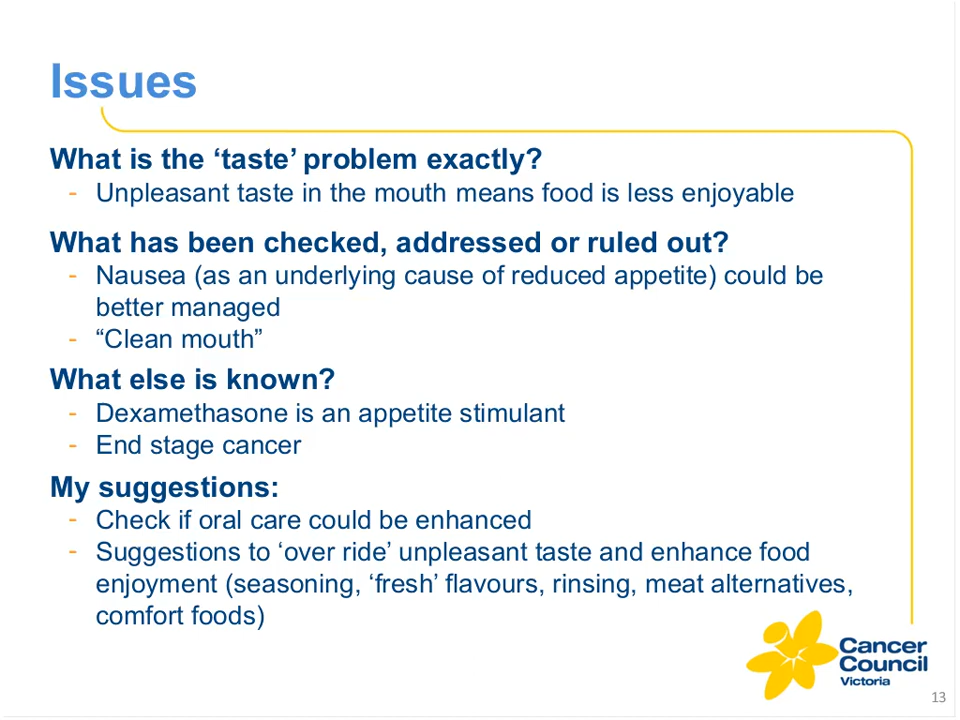 Issues
What is the ‘taste’ problem exactly?
- Unpleasant taste in the mouth means food is less enjoyable
What has been checked, addressed or ruled out?
- Nausea (as an underlying cause of reduced appetite) could be
better managed
- “Clean mouth”
What else is known?
- Dexamethasone is an appetite stimulant
- End stage cancer
My suggestions:
- Check if oral care could be enhanced
- Suggestions to ‘over ride’ unpleasant taste and enhance food
enjoyment (seasoning, ‘fresh’ flavours, rinsing, meat alternatives,
comfort foods)
Cancer
Council
Victoria
13